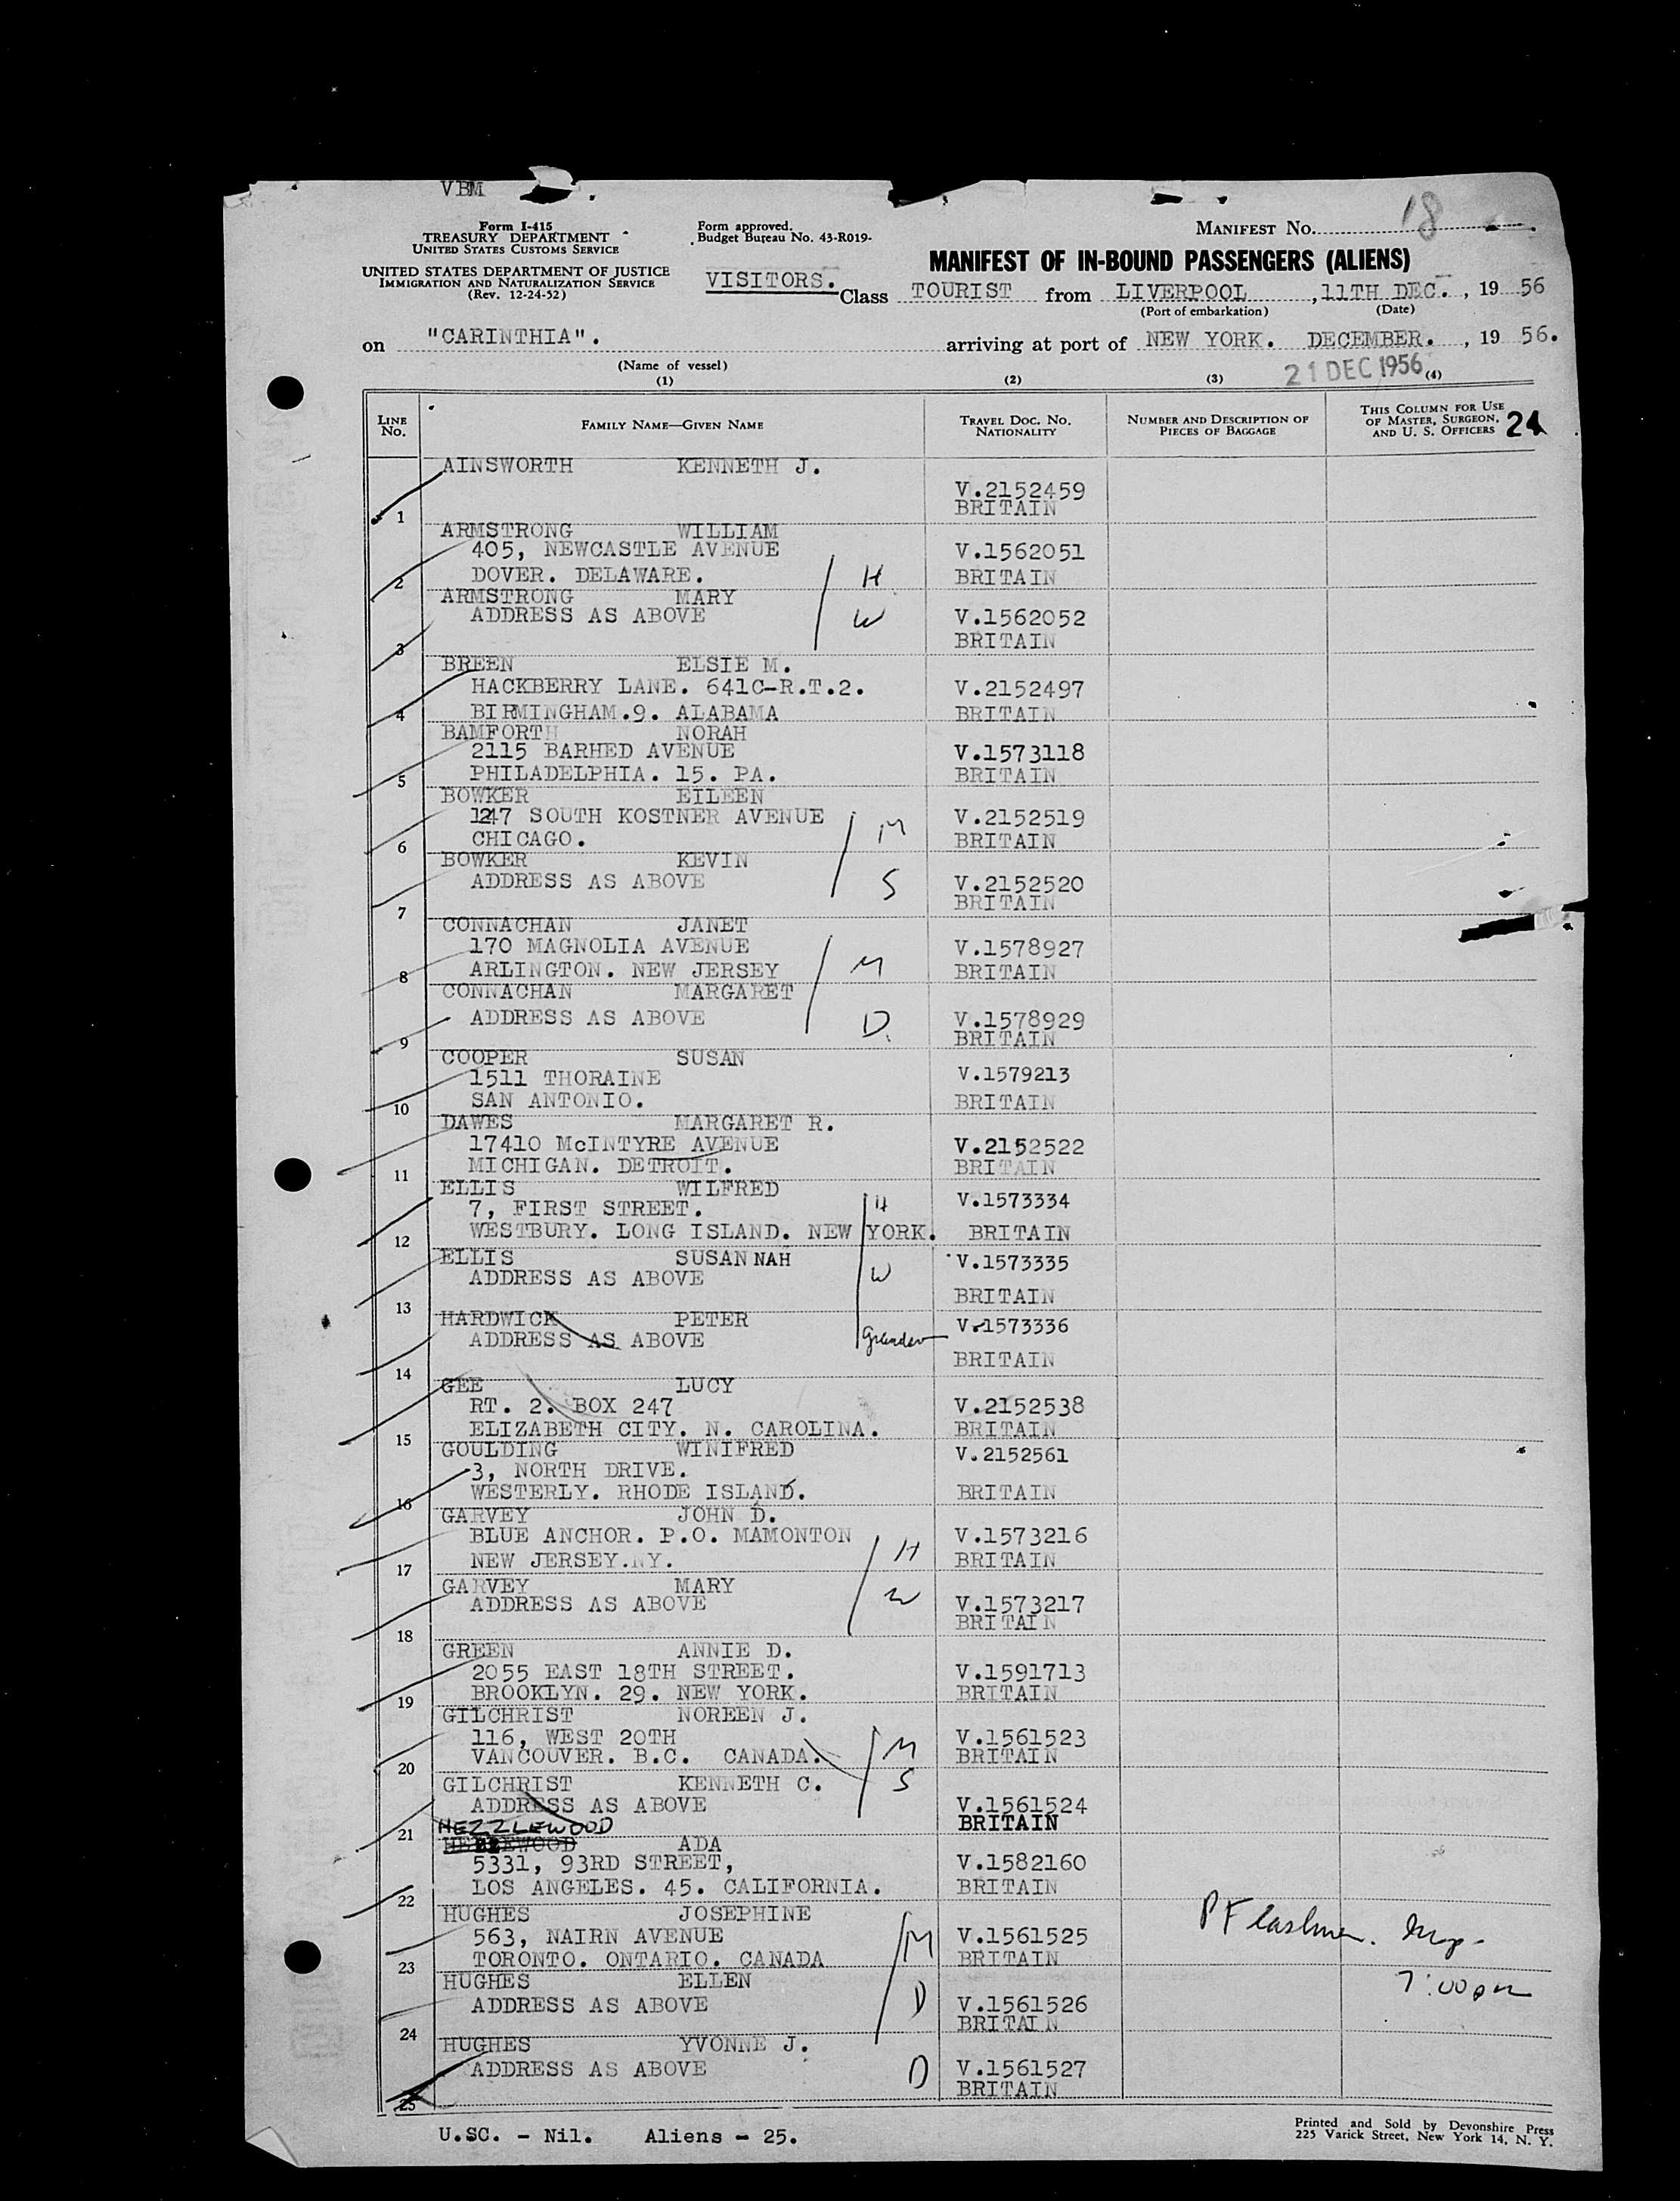 VBM
Form I-415
TREASURY DEPARTMENT
UNITED STATES CUSTOMS SERVICE
UNITED STATES DEPARTMENT OF JUSTICE
IMMIGRATION AND NATURALIZATION SERVICE
(Rev. 12-24-52)
Form approved.
Budget Bureau No. 43-R019-
MANIFEST NO. 18
MANIFEST OF IN-BOUND PASSENGERS (ALIENS)
VISITORS. Class TOURIST from LIVERPOOL, 11TH DEC., 19 56
(Port of embarkation) (Date)
on "CARINTHIA". arriving at port of NEW YORK. DECEMBER., 19 56.
(Name of vessel)
21 DEC 1956
(1) (2) (3) (4)
LINE NO. FAMILY NAME—GIVEN NAME TRAVEL DOC. NO. NATIONALITY NUMBER AND DESCRIPTION OF PIECES OF BAGGAGE THIS COLUMN FOR USE OF MASTER, SURGEON, AND U. S. OFFICERS 24
AINSWORTH KENNETH J.
V.2152459
1 BRITAIN
ARMSTRONG WILLIAM
405, NEWCASTLE AVENUE V.1562051
2 DOVER. DELAWARE. H BRITAIN
ARMSTRONG MARY
ADDRESS AS ABOVE W V.1562052
3 BRITAIN
BREEN ELSIE M.
HACKBERRY LANE. 641C-R.T.2. V.2152497
4 BIRMINGHAM.9. ALABAMA BRITAIN
BAMFORTH NORAH
2115 BARHED AVENUE V.1573118
5 PHILADELPHIA. 15. PA. BRITAIN
BOWKER EILEEN
1247 SOUTH KOSTNER AVENUE M V.2152519
6 CHICAGO. BRITAIN
BOWKER KEVIN
ADDRESS AS ABOVE S V.2152520
7 BRITAIN
CONNACHAN JANET
170 MAGNOLIA AVENUE V.1578927
8 ARLINGTON. NEW JERSEY M BRITAIN
CONNACHAN MARGARET
ADDRESS AS ABOVE D. V.1578929
9 BRITAIN
COOPER SUSAN
1511 THORAINE V.1579213
10 SAN ANTONIO. BRITAIN
DAWES MARGARET R.
17410 McINTYRE AVENUE V.2152522
11 MICHIGAN. DETROIT. BRITAIN
ELLIS WILFRED
7, FIRST STREET. H V.1573334
12 WESTBURY. LONG ISLAND. NEW YORK. BRITAIN
ELLIS SUSANNAH V.1573335
ADDRESS AS ABOVE W
13 BRITAIN
HARDWICK PETER V.1573336
ADDRESS AS ABOVE Grandson
14 BRITAIN
GEE LUCY
RT. 2. BOX 247 V.2152538
15 ELIZABETH CITY. N. CAROLINA. BRITAIN
GOULDING WINIFRED V.2152561
3, NORTH DRIVE.
16 WESTERLY. RHODE ISLAND. BRITAIN
GARVEY JOHN D.
BLUE ANCHOR. P.O. MAMONTON V.1573216
17 NEW JERSEY.NY. H BRITAIN
GARVEY MARY
ADDRESS AS ABOVE W V.1573217
18 BRITAIN
GREEN ANNIE D.
2055 EAST 18TH STREET. V.1591713
19 BROOKLYN. 29. NEW YORK. BRITAIN
GILCHRIST NOREEN J.
116, WEST 20TH V.1561523
20 VANCOUVER. B.C. CANADA. M BRITAIN
GILCHRIST KENNETH C. S
ADDRESS AS ABOVE V.1561524
21 BRITAIN
HEZZLEWOOD
ADA
5331, 93RD STREET, V.1582160
22 LOS ANGELES. 45. CALIFORNIA. BRITAIN
HUGHES JOSEPHINE
563, NAIRN AVENUE M V.1561525
23 TORONTO. ONTARIO. CANADA BRITAIN
HUGHES ELLEN 7:00pm
ADDRESS AS ABOVE D V.1561526
24 BRITAIN
HUGHES YVONNE J.
ADDRESS AS ABOVE D V.1561527
25 BRITAIN
U.SC. - Nil. Aliens - 25.
Printed and Sold by Devonshire Press
225 Varick Street, New York 14, N. Y.